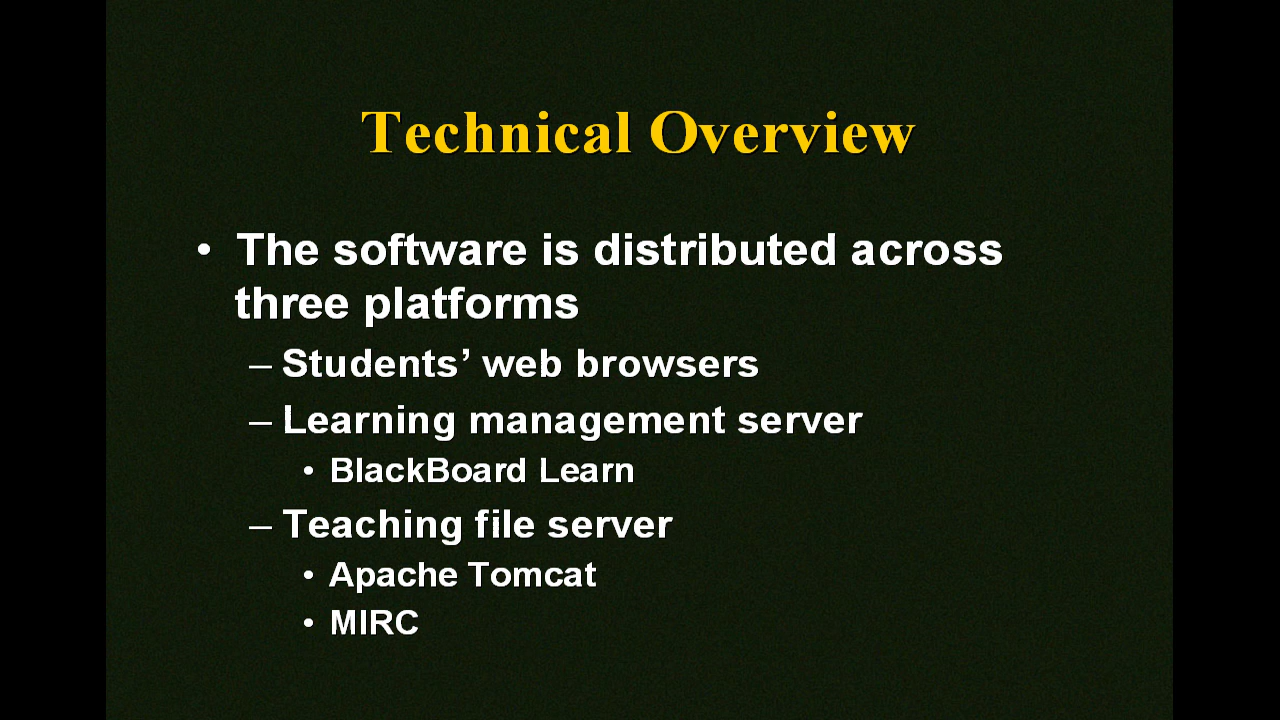 Technical Overview
• The software is distributed across
three platforms
– Students’ web browsers
– Learning management server
• BlackBoard Learn
– Teaching file server
• Apache Tomcat
• MIRC